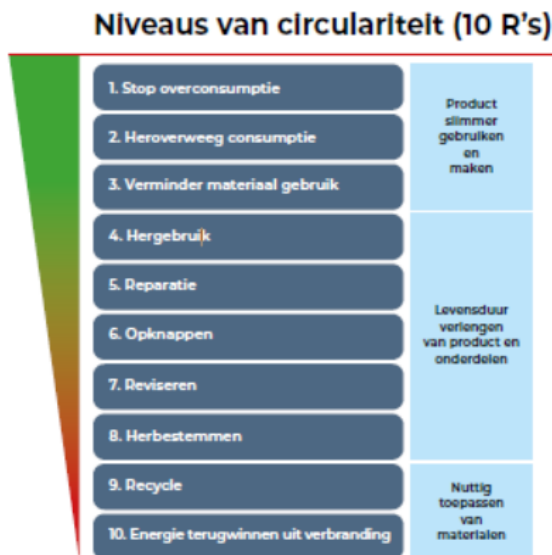 Niveaus van circulariteit (10 R's)
1. Stop overconsumptie
2. Heroverweeg consumptie
3. Verminder materiaal gebruik
Product
slimmer
gebruiken
en
maken
4. Hergebruik
5. Reparatie
6. Opknappen
7. Reviseren
8. Herbestemmen
Levensduur
verlengen
van product en
onderdelen
9. Recycle
10. Energie terugwinnen uit verbranding
Nuttig
toepassen
van
materialen